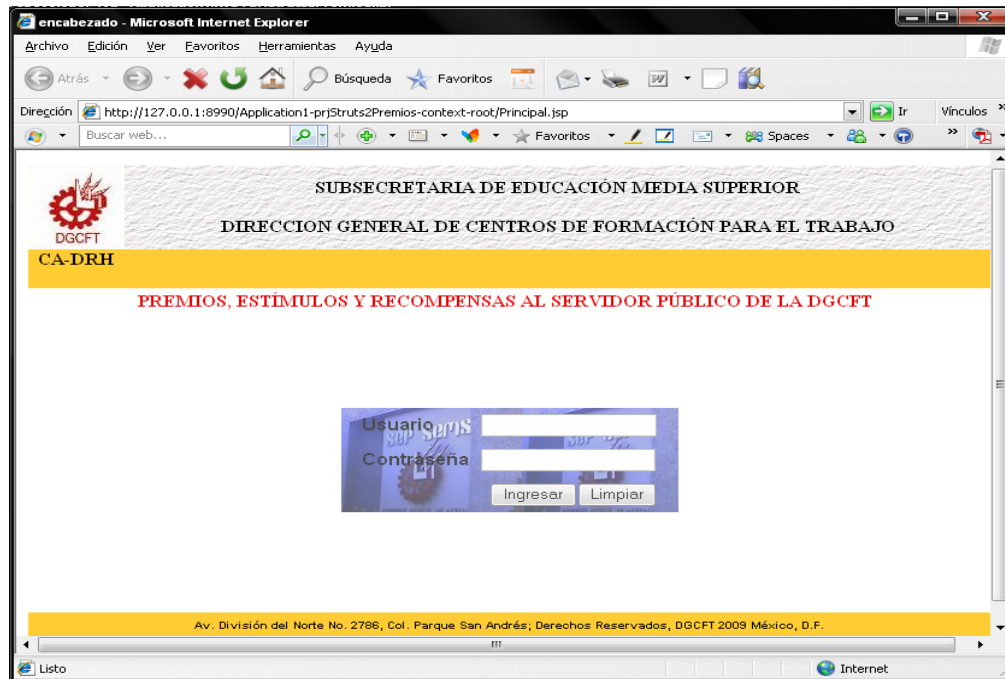 encabezado - Microsoft Internet Explorer
Archivo Edición Ver Favoritos Herramientas Ayuda
Atrás Búsqueda Favoritos
Dirección http://127.0.0.1:8990/Application1-prjStruts2Premios-context-root/Principal.jsp Ir Vínculos »
Buscar web... Favoritos Spaces »
SUBSECRETARIA DE EDUCACIÓN MEDIA SUPERIOR
DIRECCION GENERAL DE CENTROS DE FORMACIÓN PARA EL TRABAJO
DGCFT
CA-DRH
PREMIOS, ESTÍMULOS Y RECOMPENSAS AL SERVIDOR PÚBLICO DE LA DGCFT
Usuario
sep sems
Contraseña
Ingresar Limpiar
Av. División del Norte No. 2786, Col. Parque San Andrés; Derechos Reservados, DGCFT 2009 México, D.F.
Listo Internet